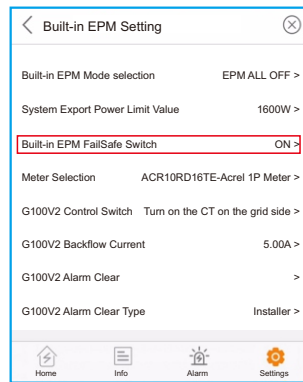 Built-in EPM Setting
Built-in EPM Mode selection EPM ALL OFF >
System Export Power Limit Value 1600W >
Built-in EPM FailSafe Switch ON >
Meter Selection ACR10RD16TE-Acrel 1P Meter >
G100V2 Control Switch Turn on the CT on the grid side >
G100V2 Backflow Current 5.00A >
G100V2 Alarm Clear >
G100V2 Alarm Clear Type Installer >
Home Info Alarm Settings